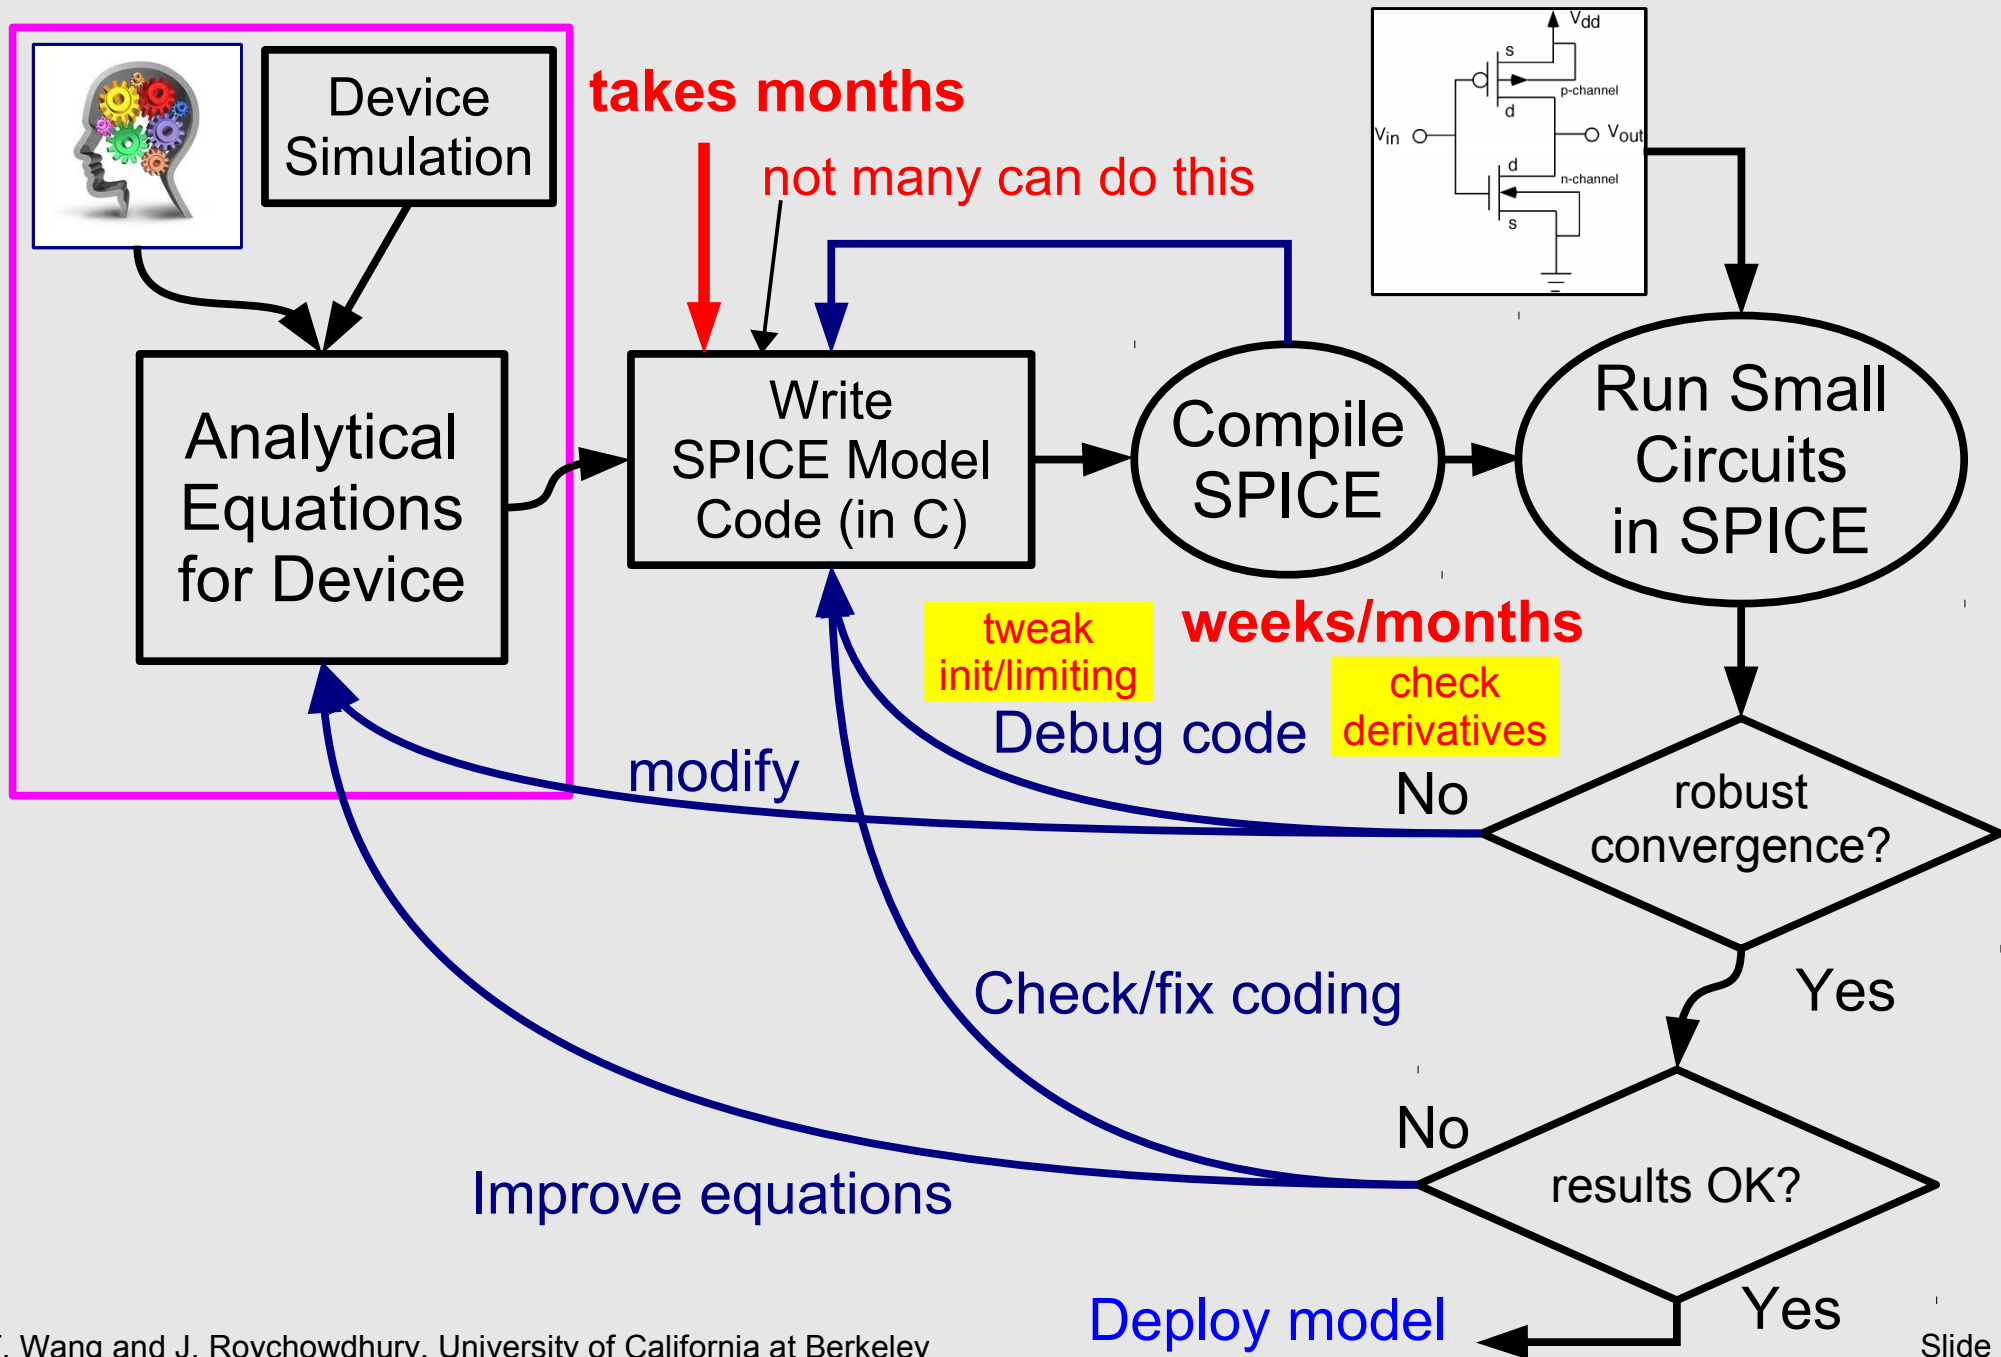 Device
Simulation
takes months
not many can do this
Vdd
s
p-channel
d
Vin
Vout
d
n-channel
s
Analytical
Equations
for Device
Write
SPICE Model
Code (in C)
Compile
SPICE
Run Small
Circuits
in SPICE
tweak
init/limiting
weeks/months
check
derivatives
Debug code
modify
No
robust
convergence?
Check/fix coding
Yes
No
results OK?
Improve equations
Deploy model
Yes
. Wang and J. Roychowdhury, University of California at Berkeley
Slide